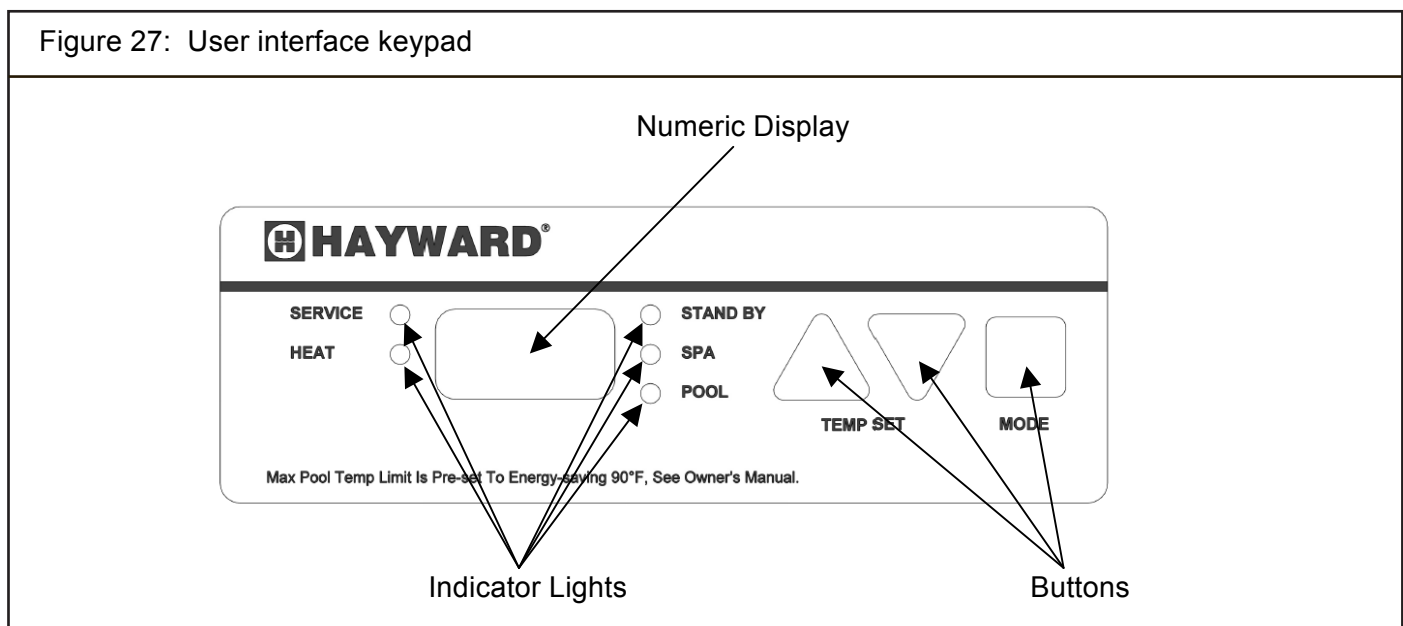 Figure 27:  User interface keypad
Numeric Display
HHAYWARD®
SERVICE
HEAT
STAND BY
SPA
POOL
TEMP SET
MODE
Max Pool Temp Limit Is Pre-set To Energy-saving 90°F, See Owner's Manual.
Indicator Lights
Buttons